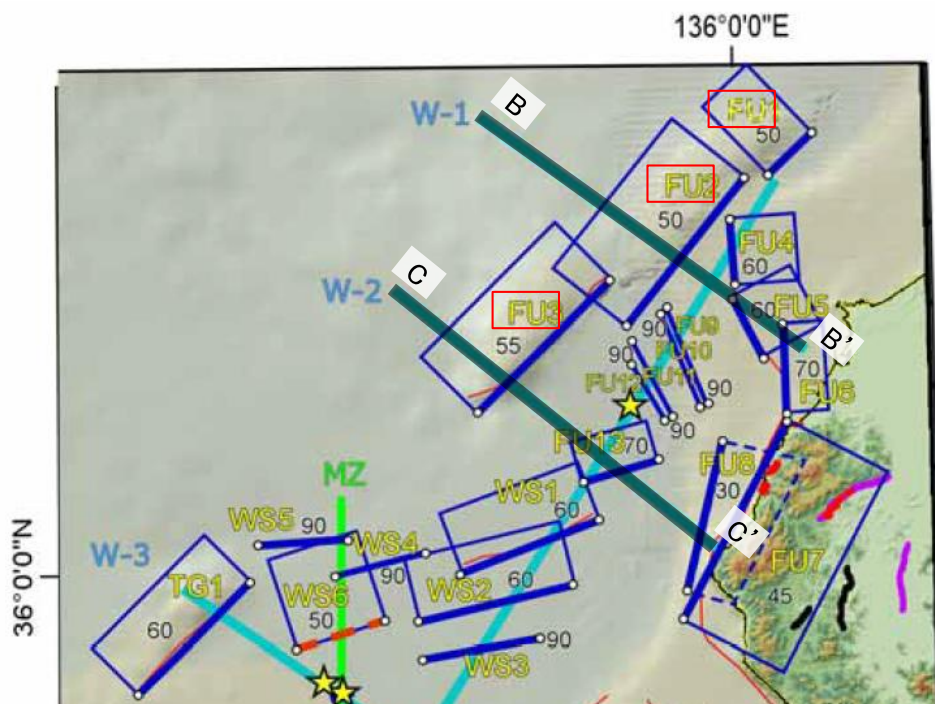 136°0'0"E
W-1
B
FU1
50
FU2
50
FU4
60
W-2
C
FU3
55
FU5
60
B'
90
FU9
FU10
90
FU11
FU12
90
90
70
FU6
FU13
70
FU8
30
MZ
WS1
60
WS5
90
WS4
90
C'
FU7
45
W-3
36°0'0"N
TG1
60
WS6
50
WS2
60
WS3
90